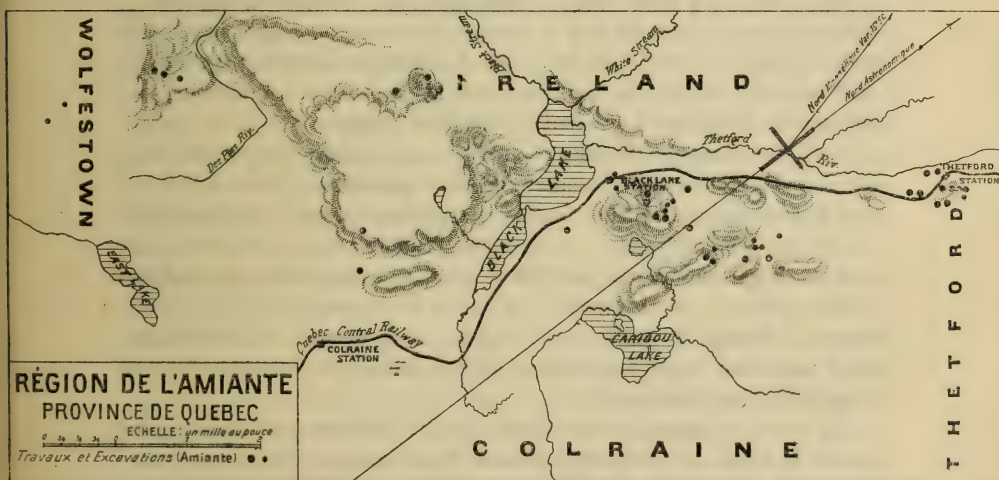 WOLFESTOWN
Black Stream
White Stream
IRELAND
Nord Magnétique Var. 15°
Nord Astronomique
Des Pins Riv.
Thetford
Riv.
THETFORD
STATION
BLACK LAKE
STATION
BLACK LAKE
EAST LAKE
Quebec Central Railway
COLRAINE
STATION
CARIBOU
LAKE
THETFORD
COLRAINE
RÉGION DE L'AMIANTE
PROVINCE DE QUEBEC
ECHELLE: un mille au pouce
Travaux et Excavations (Amiante)